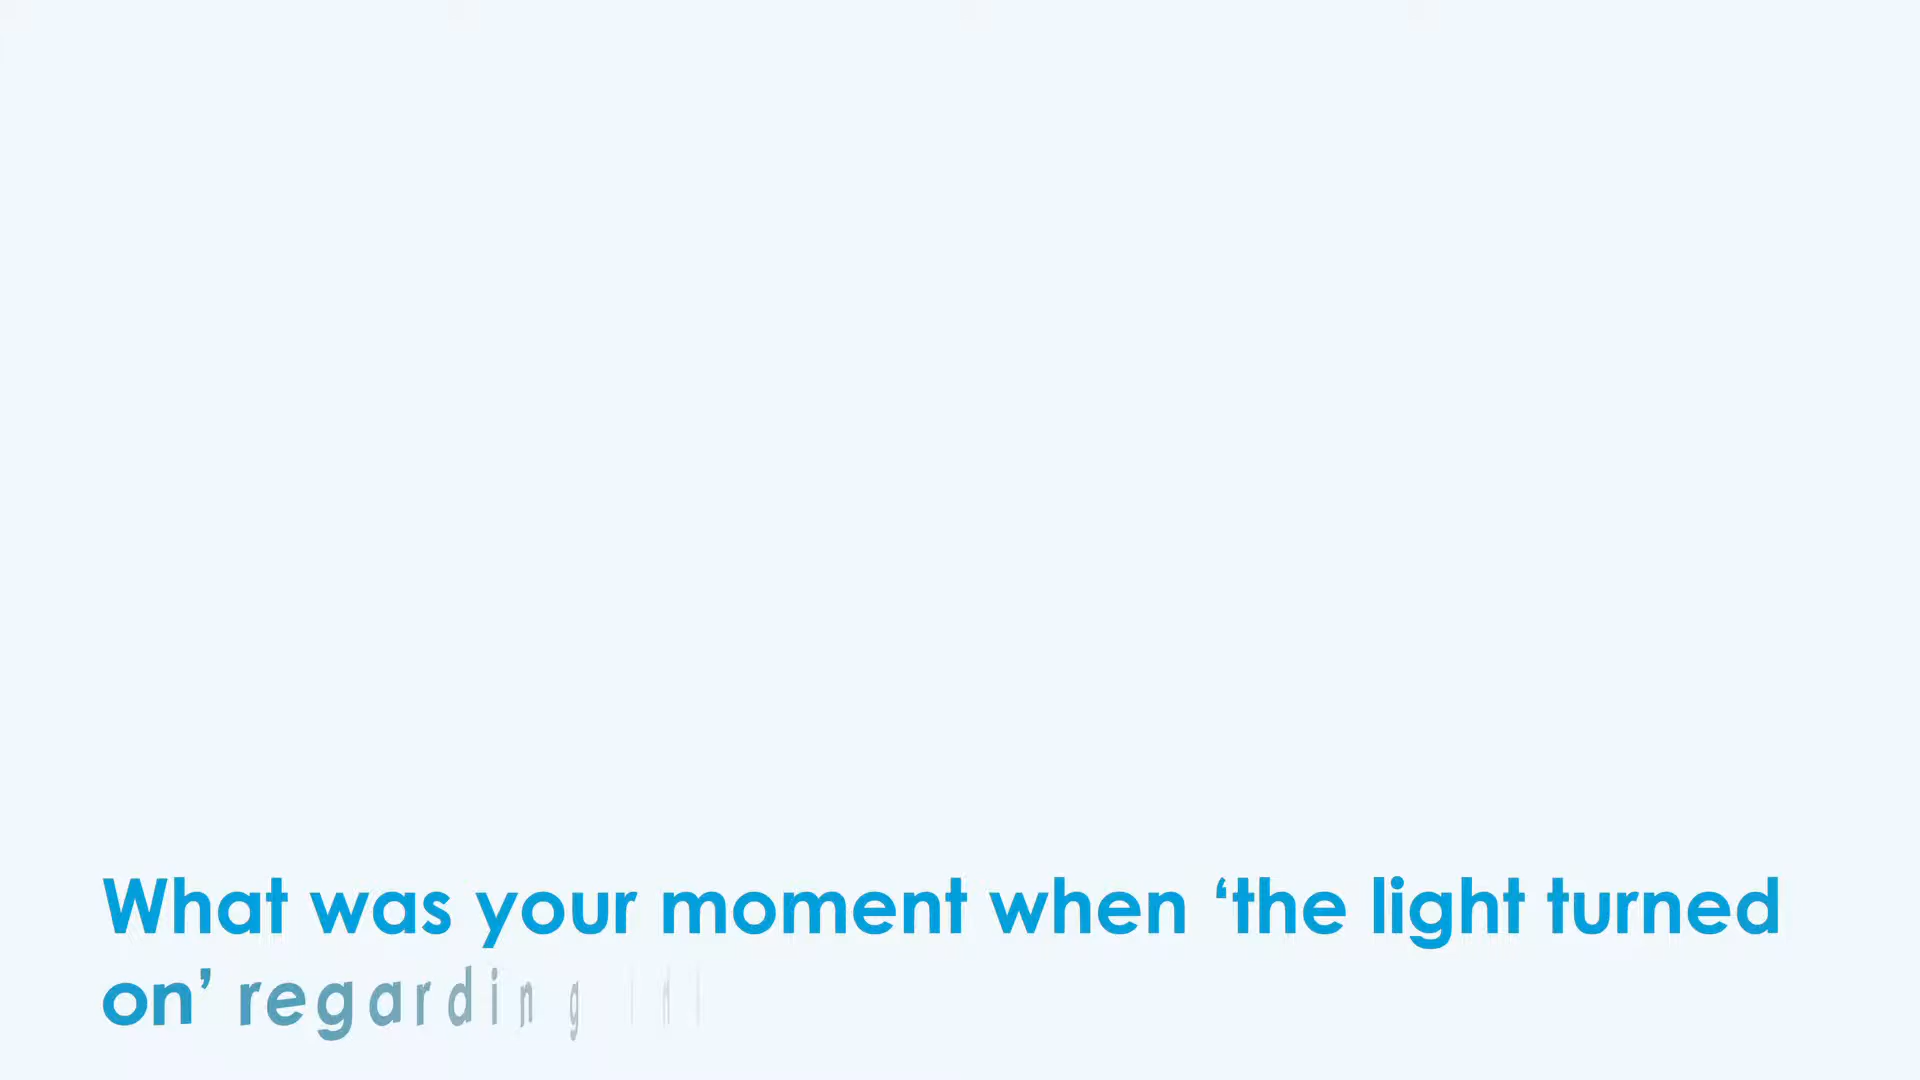 What was your moment when ‘the light turned
on’ regarding